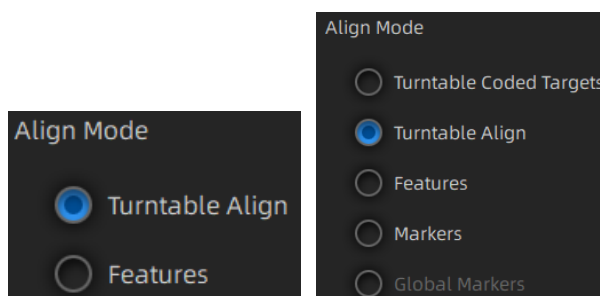 Align Mode
Turntable Align
Features
Align Mode
Turntable Coded Targets
Turntable Align
Features
Markers
Global Markers